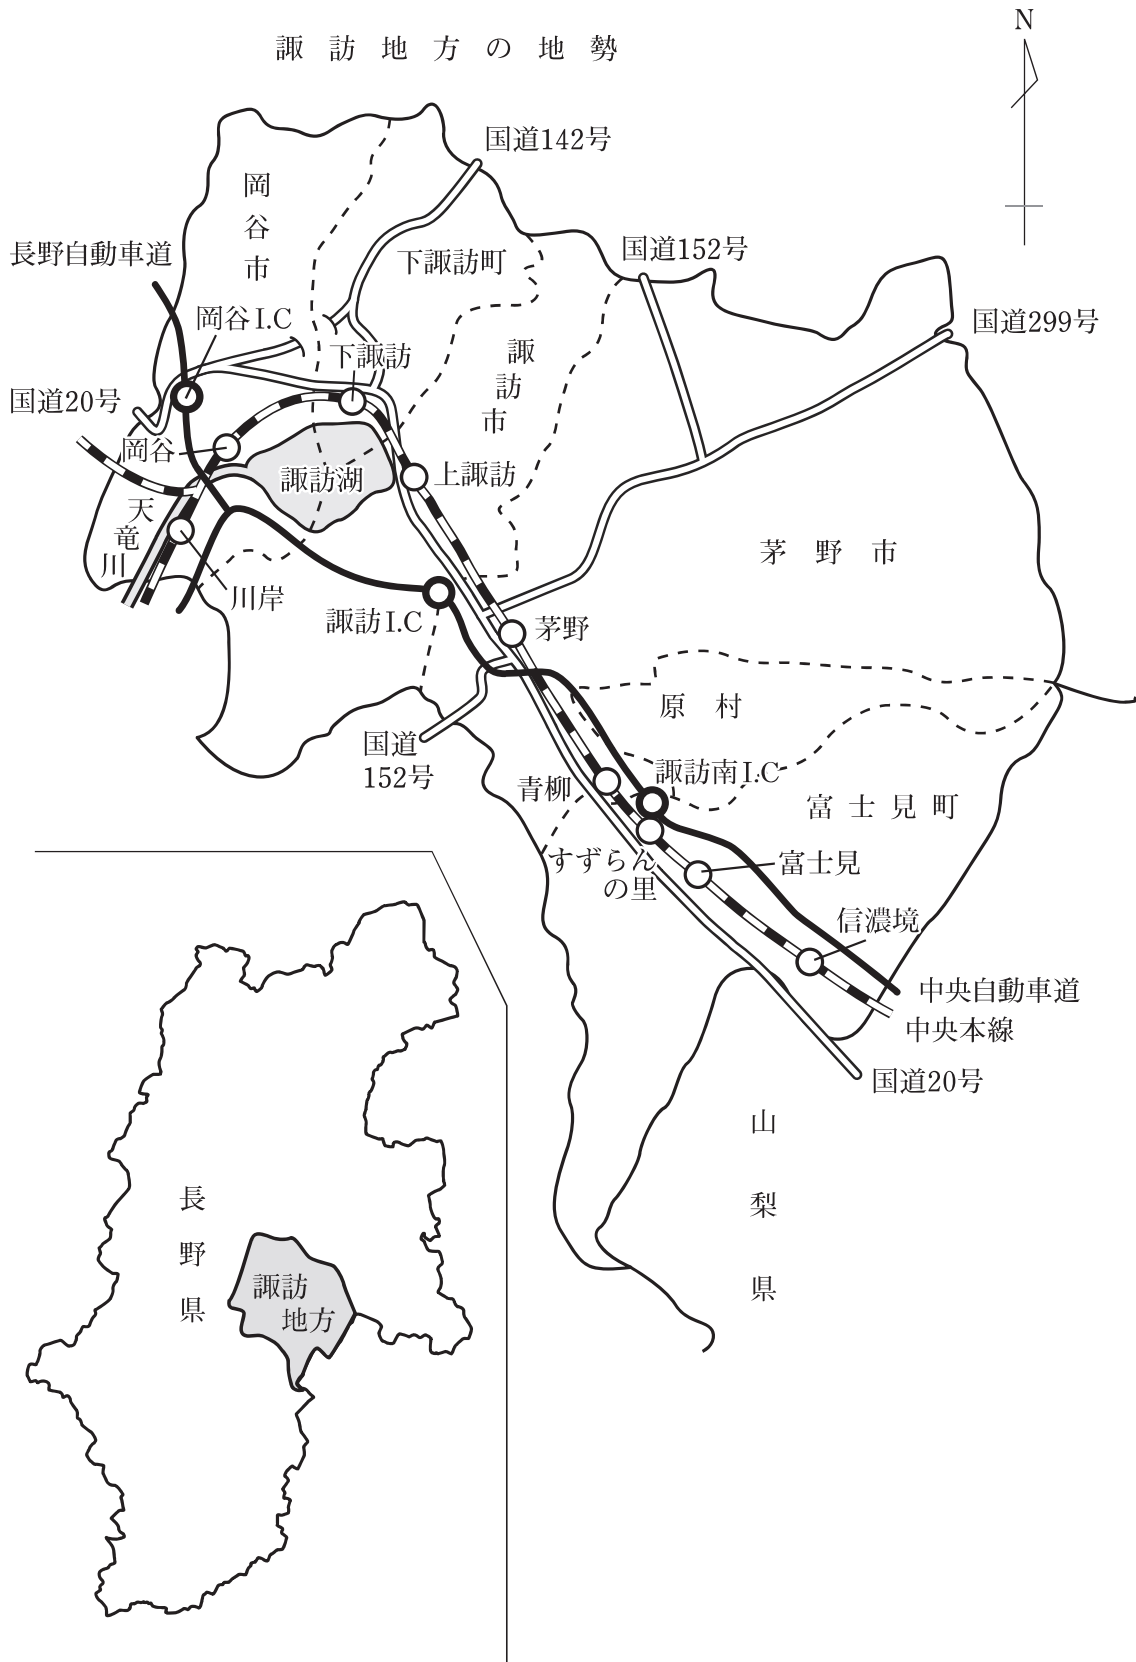 諏訪地方の地勢
N
国道142号
岡谷市
長野自動車道
下諏訪町
国道152号
岡谷I.C
国道299号
下諏訪
諏訪市
国道20号
岡谷
諏訪湖
上諏訪
天竜川
茅野市
川岸
諏訪I.C
茅野
原村
国道
152号
諏訪南I.C
青柳
富士見町
すずらん
の里
富士見
信濃境
中央自動車道
中央本線
国道20号
山梨県
長野県
諏訪
地方